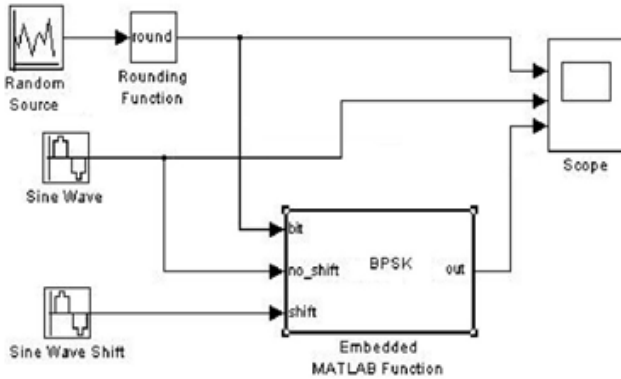 round
Random
Source
Rounding
Function
Scope
Sine Wave
bit
no_shift
BPSK
out
shift
Sine Wave Shift
Embedded
MATLAB Function